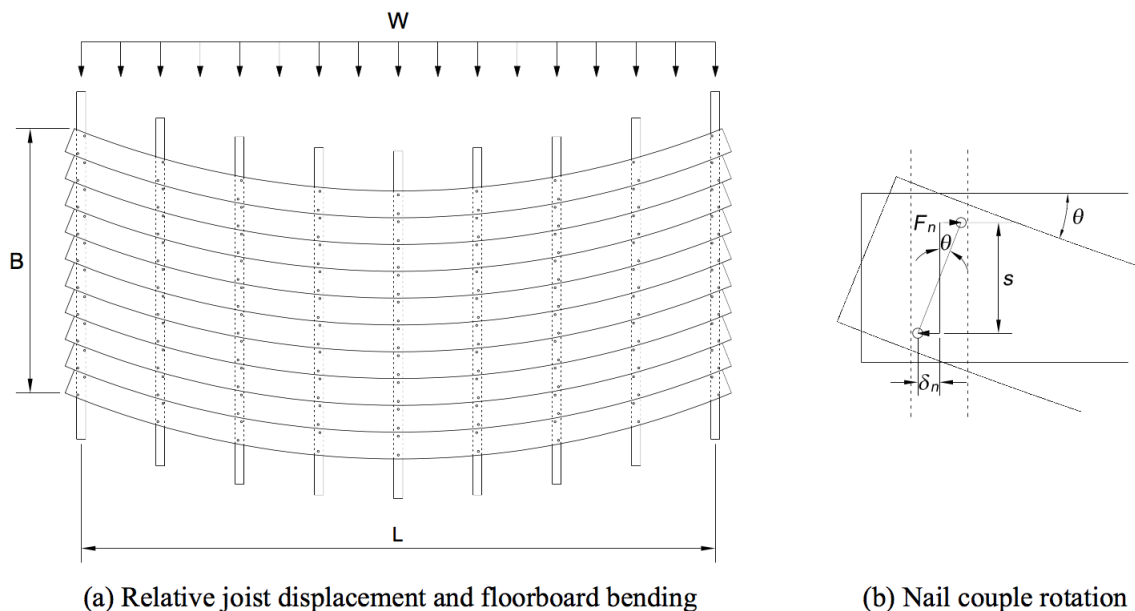 W
B
L
(a) Relative joist displacement and floorboard bending
θ
Fn
θ
s
δn
(b) Nail couple rotation